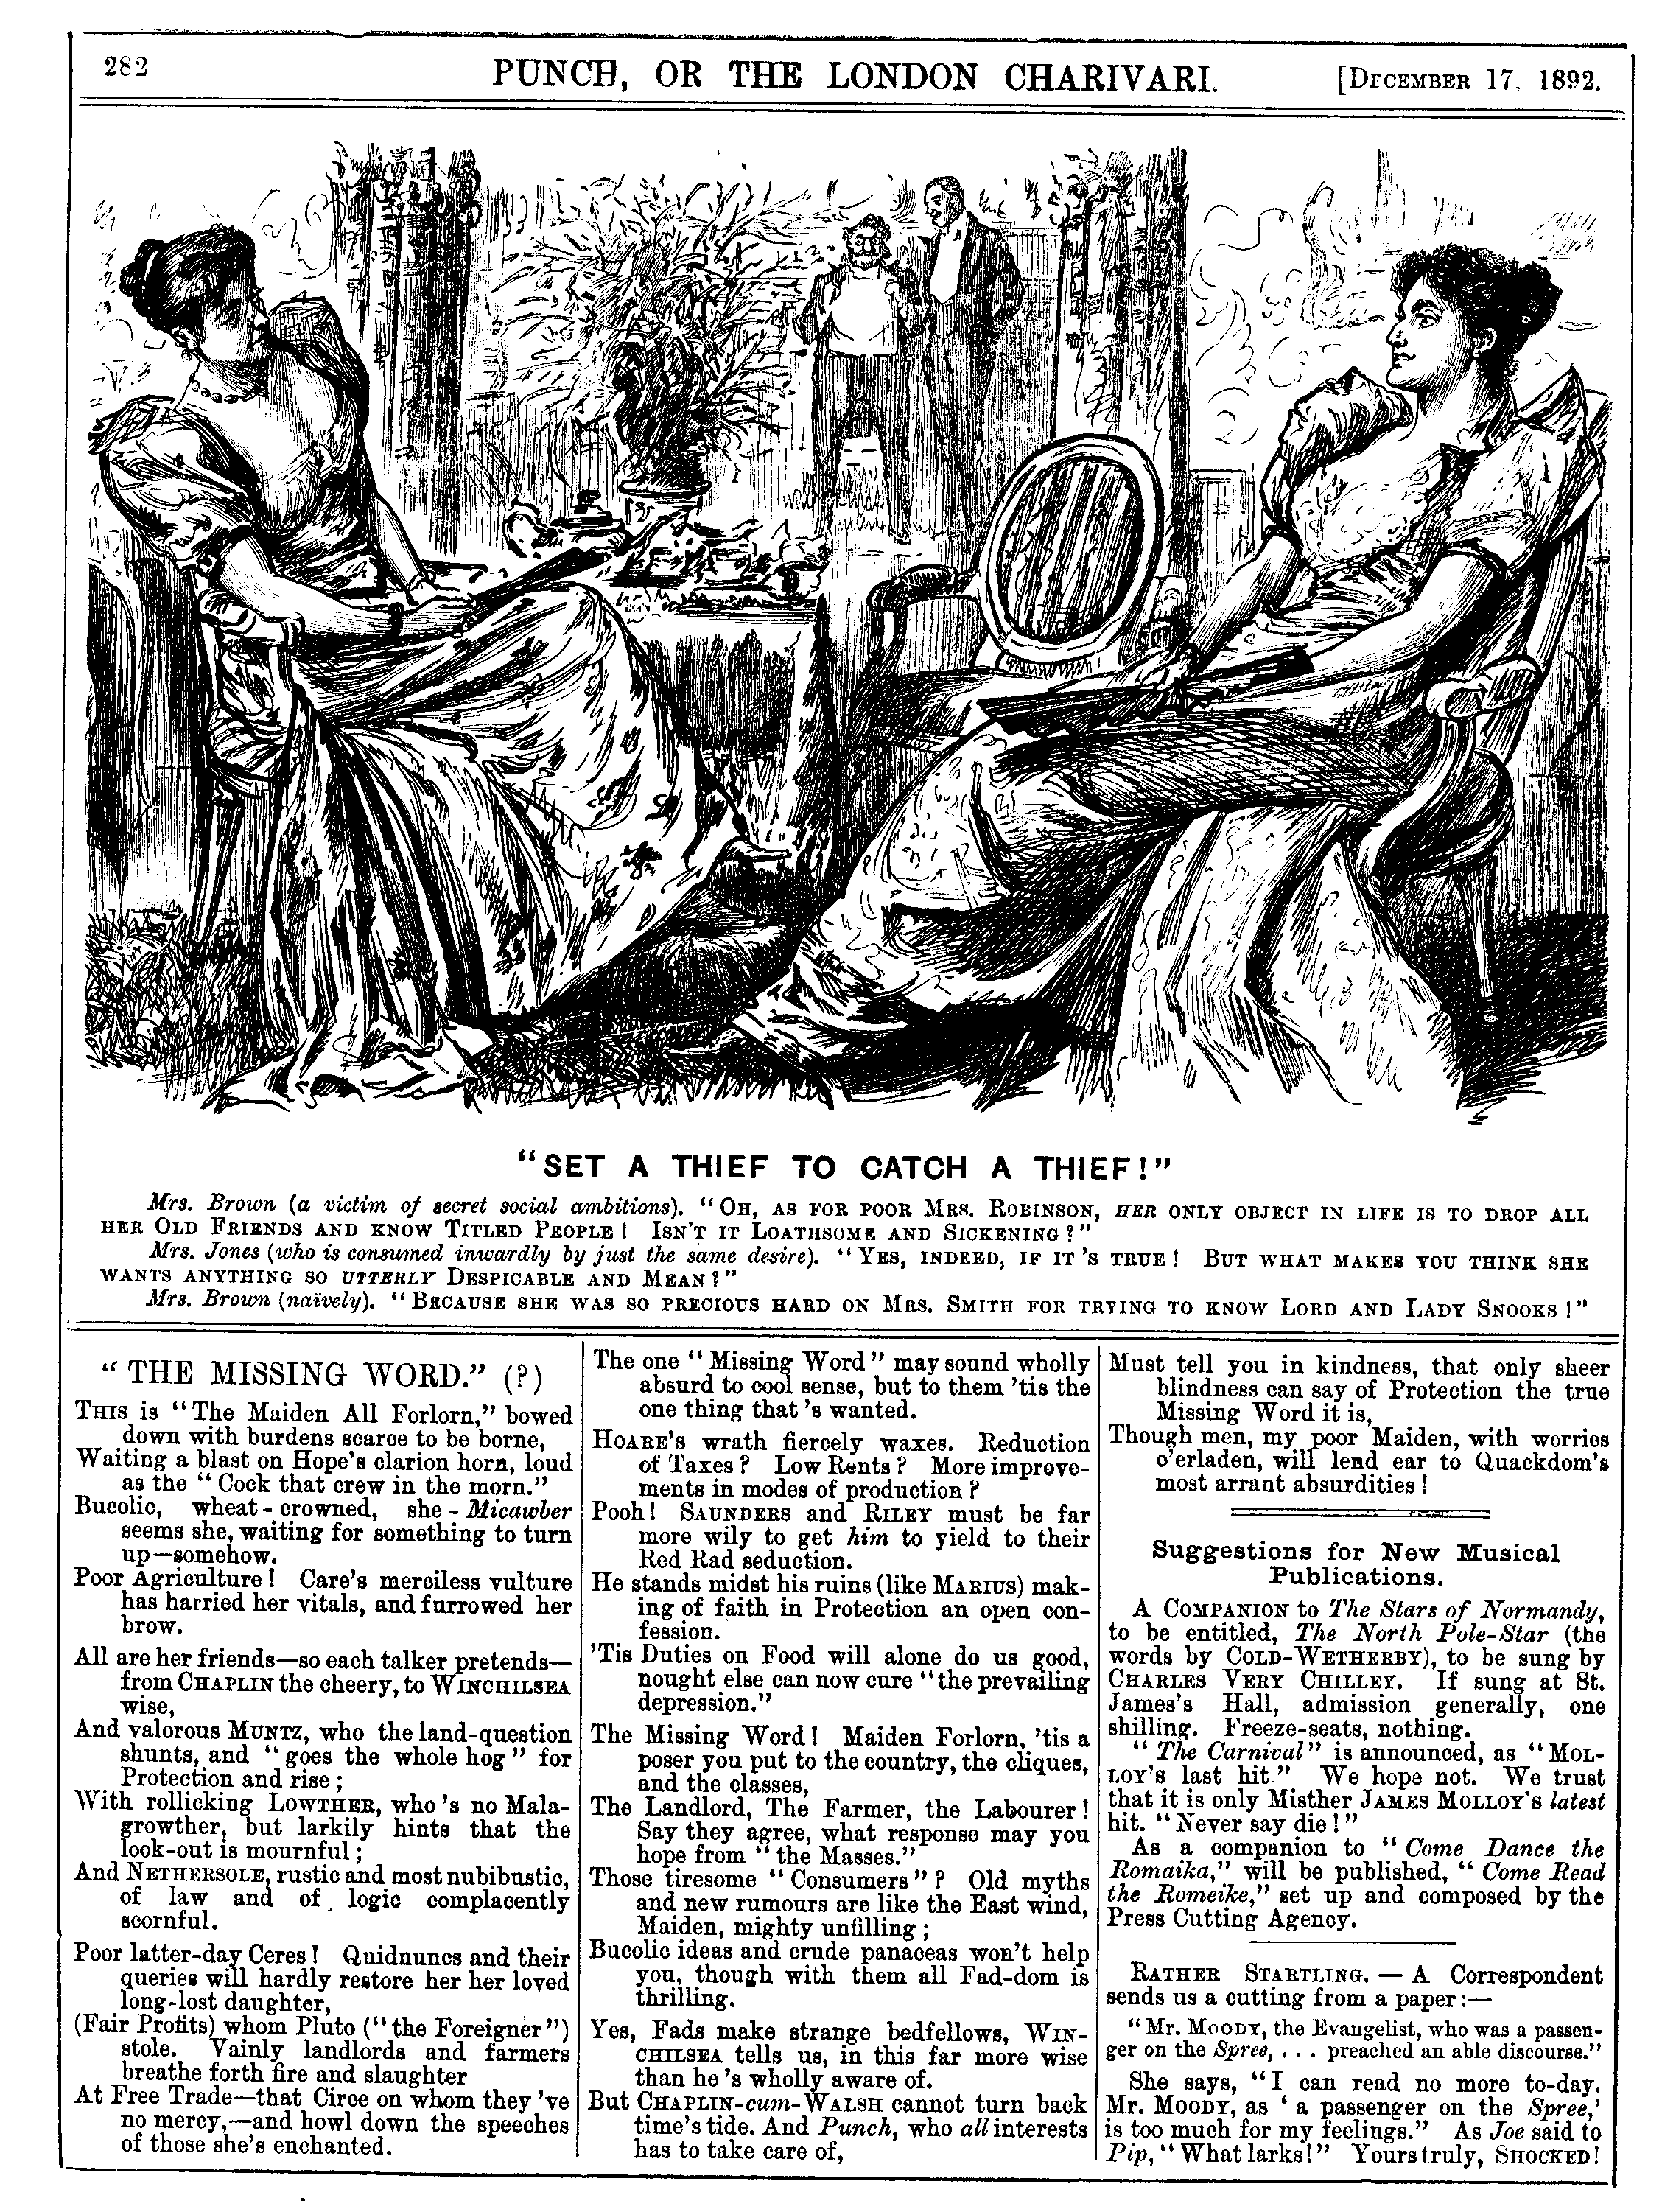 282
PUNCH, OR THE LONDON CHARIVARI.
[December 17, 1892.
"SET A THIEF TO CATCH A THIEF!"
Mrs. Brown (a victim of secret social ambitions). "Oh, as for poor Mrs. Robinson, her only object in life is to drop all
her Old Friends and know Titled People! Isn't it Loathsome and Sickening?"
Mrs. Jones (who is consumed inwardly by just the same desire). "Yes, indeed, if it's true! But what makes you think she
wants anything so utterly Despicable and Mean?"
Mrs. Brown (naïvely). "Because she was so precious hard on Mrs. Smith for trying to know Lord and Lady Snooks!"
"THE MISSING WORD." (?)
This is "The Maiden All Forlorn," bowed
down with burdens scarce to be borne,
Waiting a blast on Hope's clarion horn, loud
as the "Cock that crew in the morn."
Bucolic, wheat-crowned, she-Micawber
seems she, waiting for something to turn
up—somehow.
Poor Agriculture! Care's merciless vulture
has harried her vitals, and furrowed her
brow.
All are her friends—so each talker pretends—
from Chaplin the cheery, to Winchilsea
wise,
And valorous Muntz, who the land-question
shunts, and "goes the whole hog" for
Protection and rise;
With rollicking Lowther, who's no Mala-
growther, but larkily hints that the
look-out is mournful;
And Nethersole, rustic and most nubibustic,
of law and of logic complacently
scornful.
Poor latter-day Ceres! Quidnuncs and their
queries will hardly restore her her loved
long-lost daughter,
(Fair Profits) whom Pluto ("the Foreigner")
stole. Vainly landlords and farmers
breathe forth fire and slaughter
At Free Trade—that Circe on whom they've
no mercy,—and howl down the speeches
of those she's enchanted.
The one "Missing Word" may sound wholly
absurd to cool sense, but to them 'tis the
one thing that's wanted.
Hoare's wrath fiercely waxes. Reduction
of Taxes? Low Rents? More improve-
ments in modes of production?
Pooh! Saunders and Riley must be far
more wily to get him to yield to their
Red Rad seduction.
He stands midst his ruins (like Marius) mak-
ing of faith in Protection an open con-
fession.
'Tis Duties on Food will alone do us good,
nought else can now cure "the prevailing
depression."
The Missing Word! Maiden Forlorn, 'tis a
poser you put to the country, the cliques,
and the classes,
The Landlord, The Farmer, the Labourer!
Say they agree, what response may you
hope from "the Masses."
Those tiresome "Consumers"? Old myths
and new rumours are like the East wind,
Maiden, mighty unfilling;
Bucolic ideas and crude panaceas won't help
you, though with them all Fad-dom is
thrilling.
Yes, Fads make strange bedfellows, Win-
chilsea tells us, in this far more wise
than he's wholly aware of.
But Chaplin-cum-Walsh cannot turn back
time's tide. And Punch, who all interests
has to take care of,
Must tell you in kindness, that only sheer
blindness can say of Protection the true
Missing Word it is,
Though men, my poor Maiden, with worries
o'erladen, will lend ear to Quackdom's
most arrant absurdities!
Suggestions for New Musical
Publications.
A Companion to The Stars of Normandy,
to be entitled, The North Pole-Star (the
words by Cold-Wetherby), to be sung by
Charles Very Chilley. If sung at St.
James's Hall, admission generally, one
shilling. Freeze-seats, nothing.
"The Carnival" is announced, as "Mol-
loy's last hit." We hope not. We trust
that it is only Misther James Molloy's latest
hit. "Never say die!"
As a companion to "Come Dance the
Romaika," will be published, "Come Read
the Romeike," set up and composed by the
Press Cutting Agency.
Rather Startling.—A Correspondent
sends us a cutting from a paper:—
"Mr. Moody, the Evangelist, who was a passen-
ger on the Spree, . . . preached an able discourse."
She says, "I can read no more to-day.
Mr. Moody, as 'a passenger on the Spree,'
is too much for my feelings." As Joe said to
Pip, "What larks!" Yours truly, Shocked!